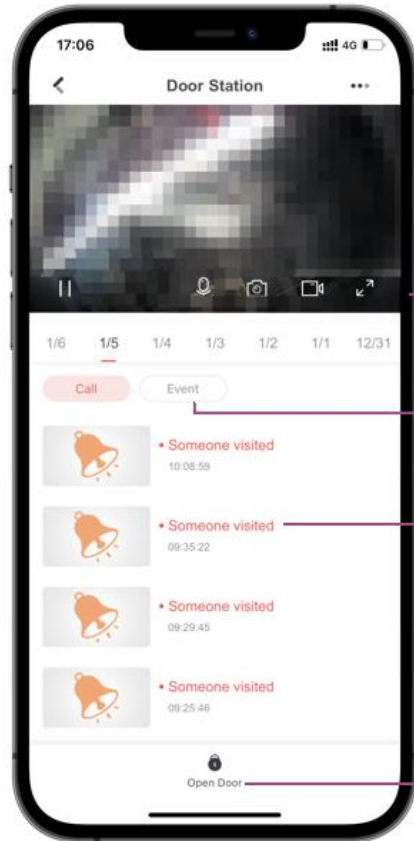 17:06 4G
Door Station
1/6 1/5 1/4 1/3 1/2 1/1 12/31
Call Event
• Someone visited
10:08:59
• Someone visited
09:35:22
• Someone visited
09:29:45
• Someone visited
09:25:46
Open Door